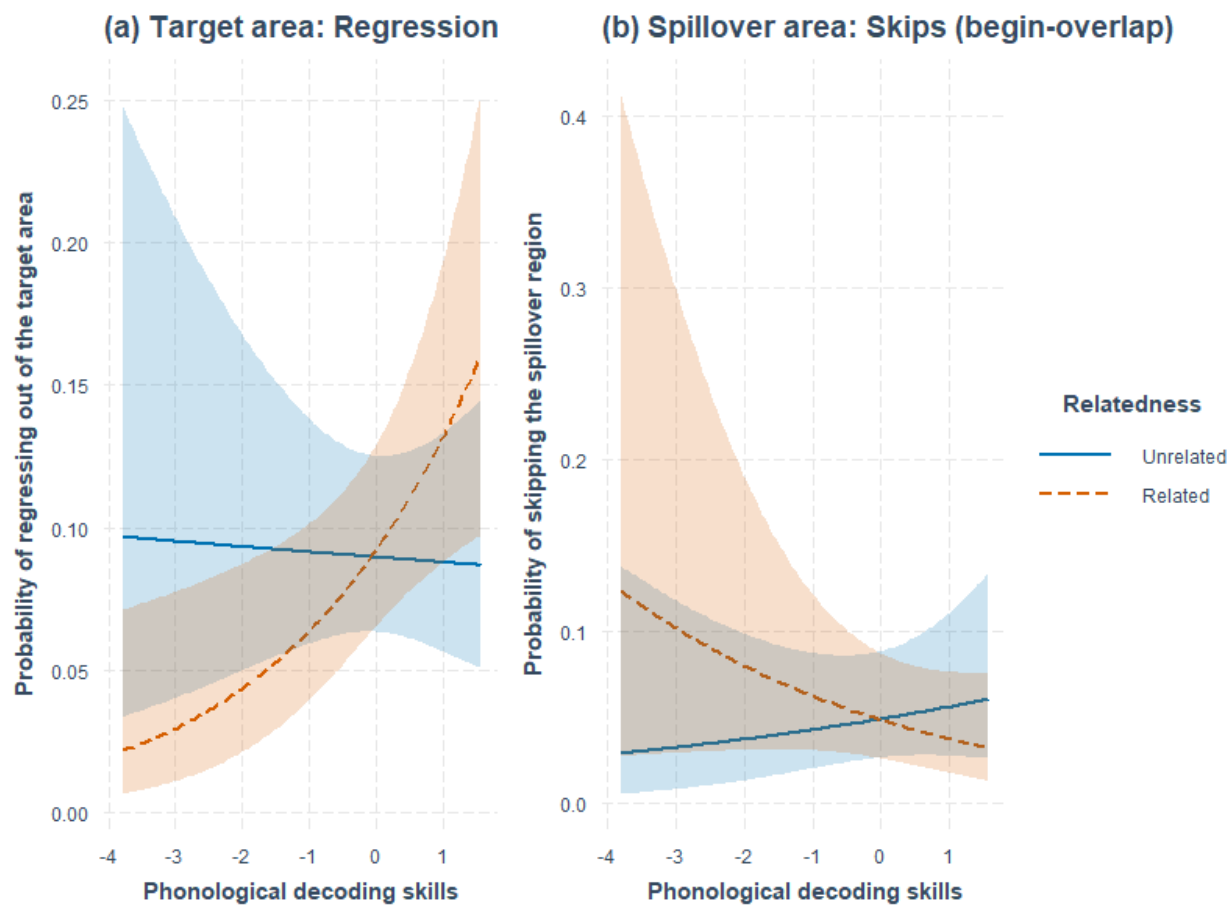 (a) Target area: Regression
Probability of regressing out of the target area
0.25
0.20
0.15
0.10
0.05
0.00
-4 -3 -2 -1 0 1
Phonological decoding skills
(b) Spillover area: Skips (begin-overlap)
Probability of skipping the spillover region
0.4
0.3
0.2
0.1
0.0
-4 -3 -2 -1 0 1
Phonological decoding skills
Relatedness
Unrelated
Related